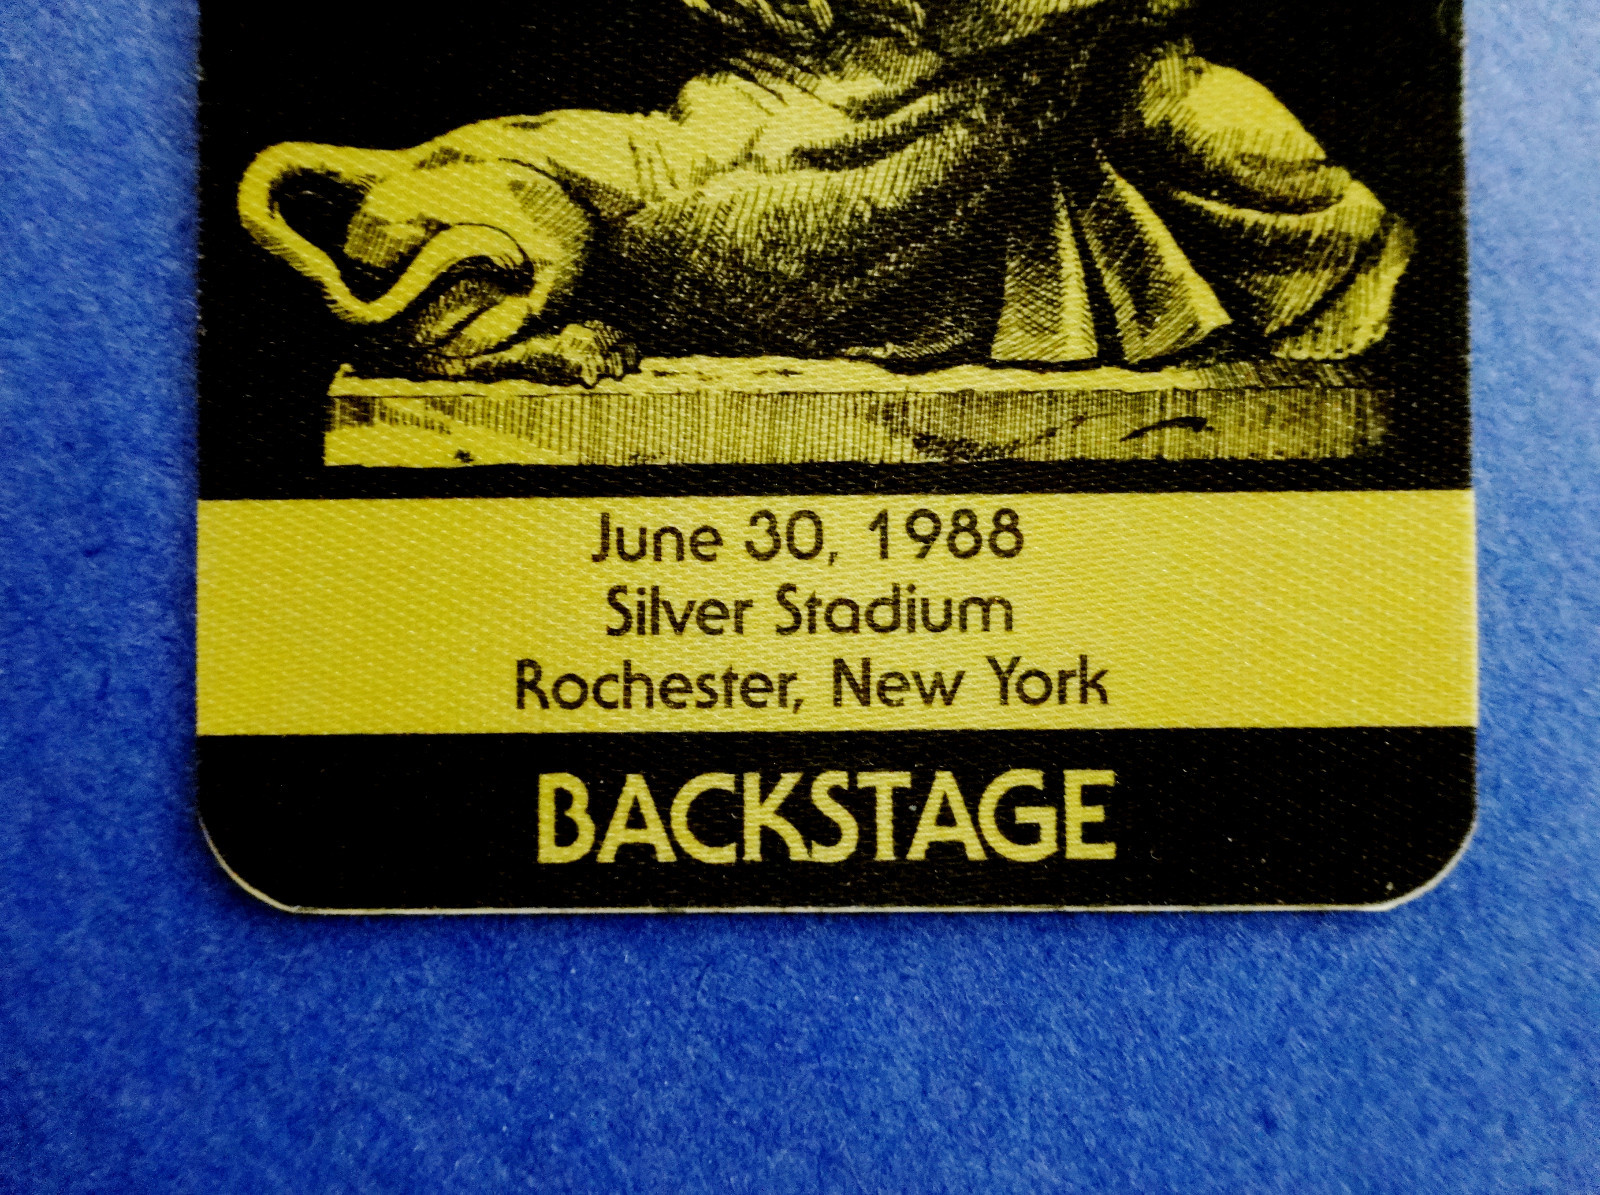 June 30, 1988
Silver Stadium
Rochester, New York
BACKSTAGE